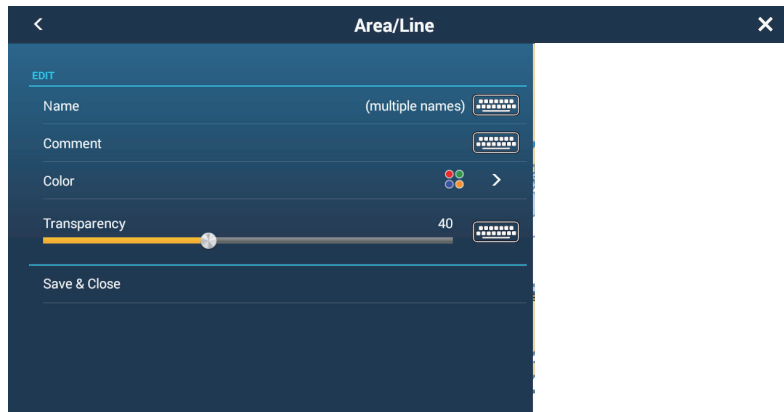 Area/Line
EDIT
Name (multiple names)
Comment
Color
Transparency 40
Save & Close